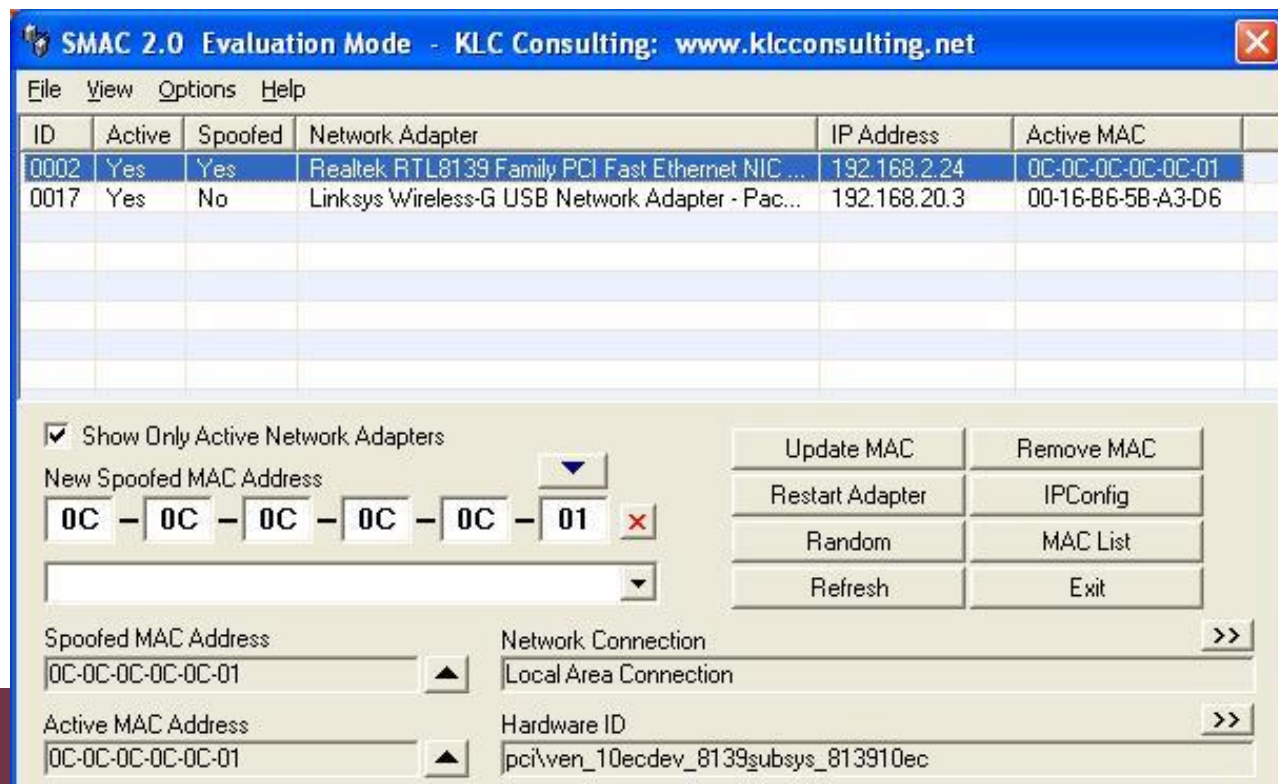 SMAC 2.0 Evaluation Mode - KLC Consulting: www.klcconsulting.net
File View Options Help
ID Active Spoofed Network Adapter IP Address Active MAC
0002 Yes Yes Realtek RTL8139 Family PCI Fast Ethernet NIC ... 192.168.2.24 0C-0C-0C-0C-0C-01
0017 Yes No Linksys Wireless-G USB Network Adapter - Pac... 192.168.20.3 00-16-B6-5B-A3-D6
Show Only Active Network Adapters
New Spoofed MAC Address
0C - 0C - 0C - 0C - 0C - 01
Update MAC Remove MAC
Restart Adapter IPConfig
Random MAC List
Refresh Exit
Spoofed MAC Address
0C-0C-0C-0C-0C-01
Network Connection >>
Local Area Connection
Active MAC Address
0C-0C-0C-0C-0C-01
Hardware ID >>
pci\ven_10ecdev_8139subsys_813910ec